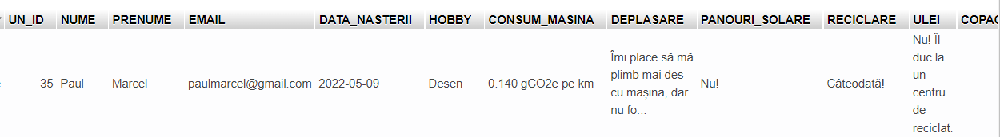 UN_ID NUME PRENUME EMAIL DATA_NASTERII HOBBY CONSUM_MASINA DEPLASARE PANOURI_SOLARE RECICLARE ULEI COPAC
35 Paul Marcel paulmarcel@gmail.com 2022-05-09 Desen 0.140 gCO2e pe km
Îmi place să mă
plimb mai des
cu mașina, dar
nu fo...
Nu!
Câteodată!
Nu! Îl
duc la
un
centru
de
reciclat.